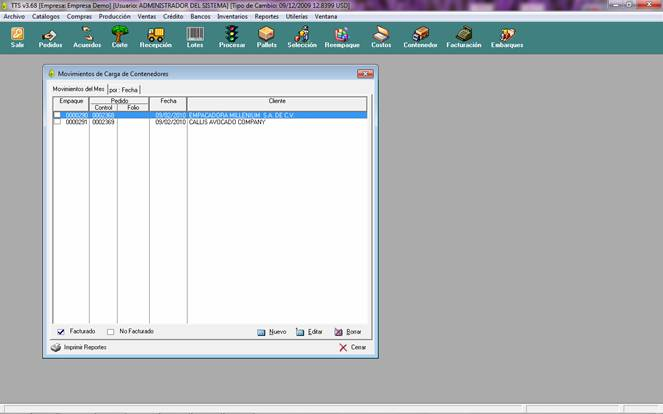 TTS v3.68 [Empresa: Empresa Demo] [Usuario: ADMINISTRADOR DEL SISTEMA] [Tipo de Cambio: 09/12/2009 12.8399 USD]
Archivo Catálogos Compras Producción Ventas Crédito Bancos Inventarios Reportes Utilerías Ventana
Salir Pedidos Acuerdos Corte Recepción Lotes Procesar Pallets Selección Reempaque Costos Contenedor Facturación Embarques
Movimientos de Carga de Contenedores
Movimientos del Mes por : Fecha
Empaque Pedido Fecha Cliente
Control Folio
0000290 0002368 09/02/2010 EMPACADORA MILLENIUM S.A. DE C.V.
0000291 0002369 09/02/2010 CALLIS AVOCADO COMPANY
Facturado No Facturado Nuevo Editar Borrar
Imprimir Reportes Cerrar